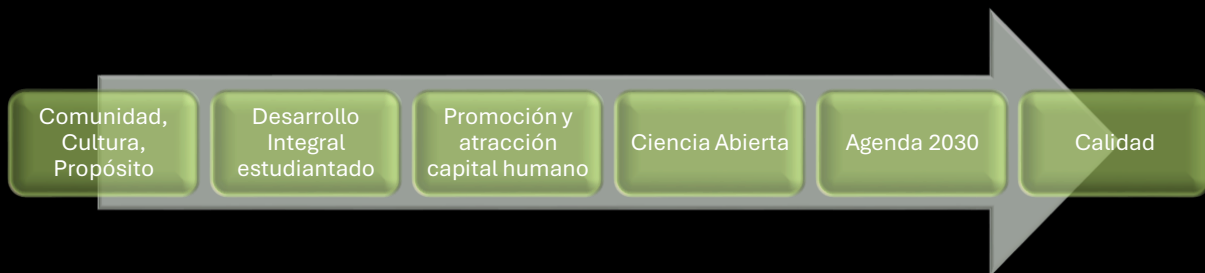 Comunidad,
Cultura,
Propósito
Desarrollo
Integral
estudiantado
Promoción y
atracción
capital humano
Ciencia Abierta
Agenda 2030
Calidad